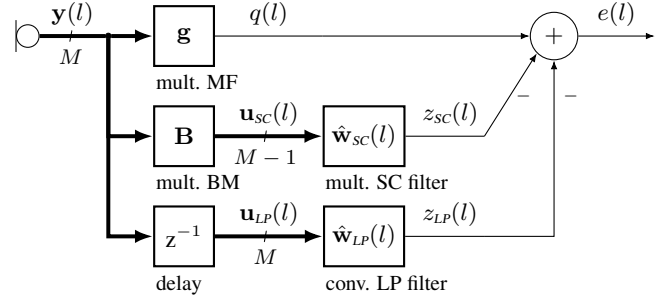 y(l) q(l) e(l)
M g +
mult. MF
u_SC(l) z_SC(l) − −
B ŵ_SC(l)
M − 1
mult. BM mult. SC filter
u_LP(l) z_LP(l)
z⁻¹ ŵ_LP(l)
M
delay conv. LP filter